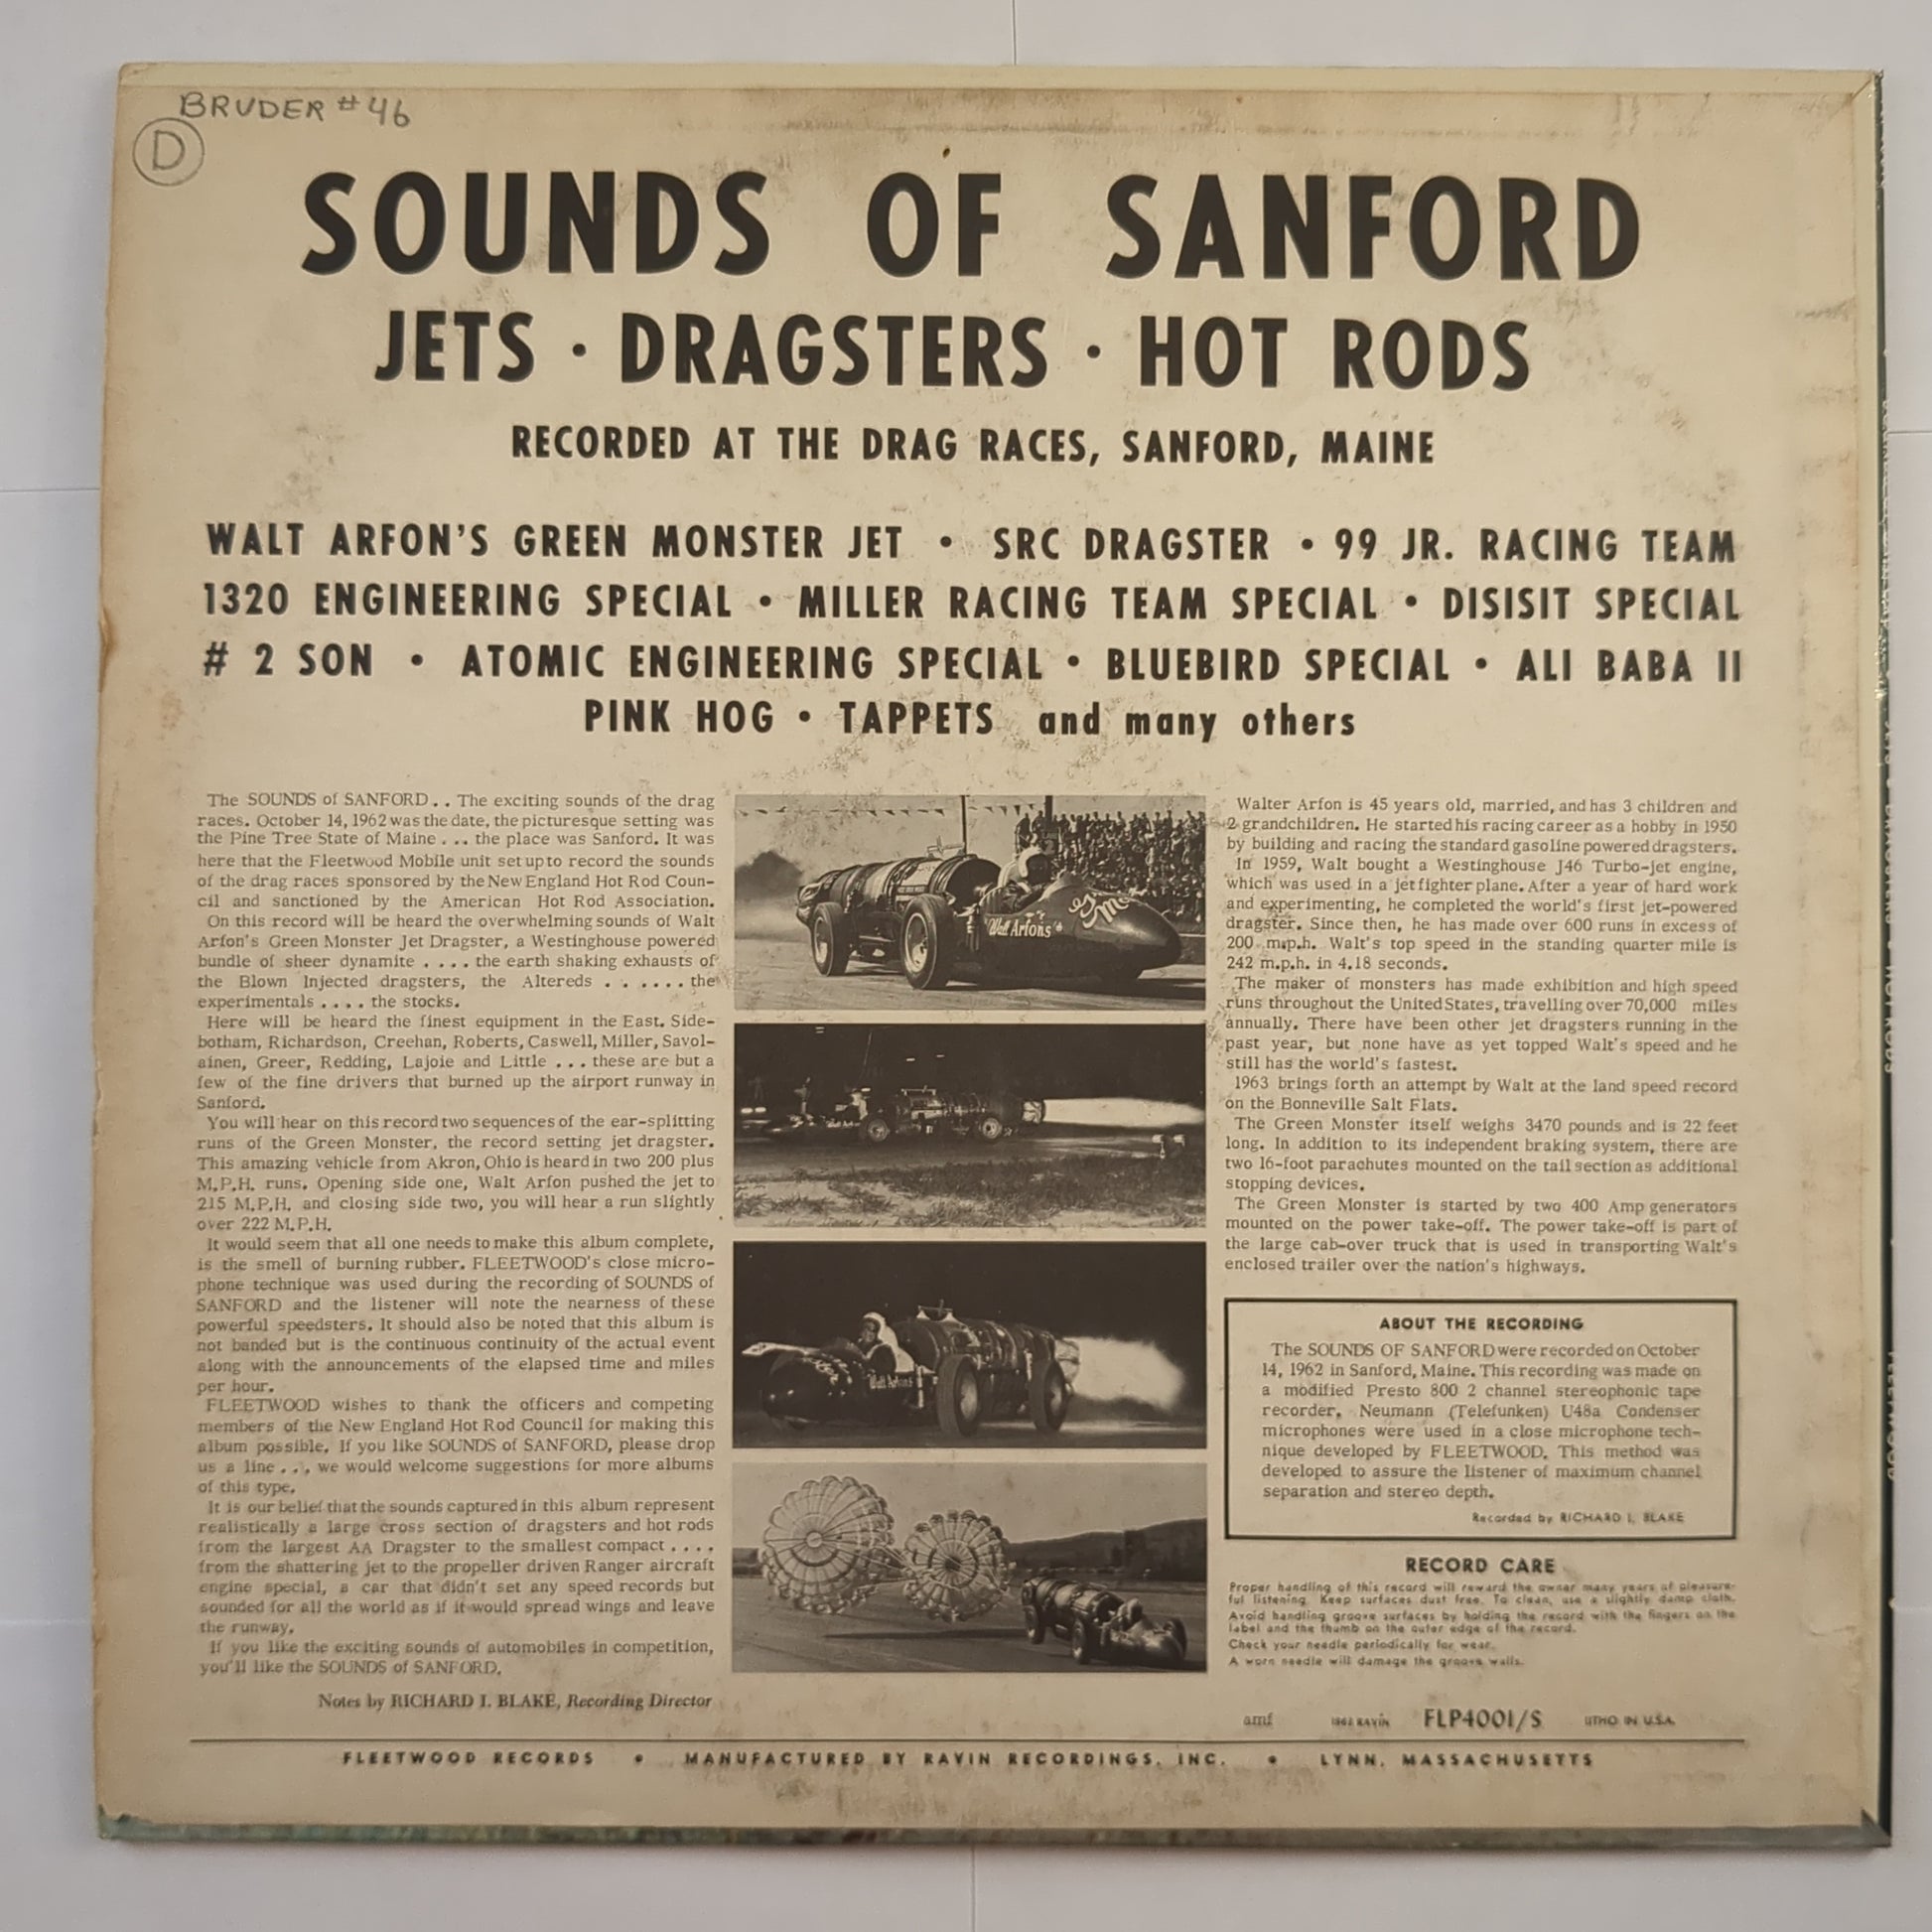 BRUDER #46
D
SOUNDS OF SANFORD
JETS · DRAGSTERS · HOT RODS
RECORDED AT THE DRAG RACES, SANFORD, MAINE
WALT ARFON'S GREEN MONSTER JET • SRC DRAGSTER • 99 JR. RACING TEAM
1320 ENGINEERING SPECIAL • MILLER RACING TEAM SPECIAL • DISISIT SPECIAL
# 2 SON • ATOMIC ENGINEERING SPECIAL • BLUEBIRD SPECIAL • ALI BABA II
PINK HOG • TAPPETS and many others
The SOUNDS of SANFORD . . The exciting sounds of the drag
races. October 14, 1962 was the date, the picturesque setting was
the Pine Tree State of Maine . . . the place was Sanford. It was
here that the Fleetwood Mobile unit set up to record the sounds
of the drag races sponsored by the New England Hot Rod Coun-
cil and sanctioned by the American Hot Rod Association.
On this record will be heard the overwhelming sounds of Walt
Arfon's Green Monster Jet Dragster, a Westinghouse powered
bundle of sheer dynamite . . . . the earth shaking exhausts of
the Blown Injected dragsters, the Altereds . . . . . . the
experimentals . . . . the stocks.
Here will be heard the finest equipment in the East. Side-
botham, Richardson, Creehan, Roberts, Caswell, Miller, Savol-
ainen, Greer, Redding, Lajoie and Little . . . these are but a
few of the fine drivers that burned up the airport runway in
Sanford.
You will hear on this record two sequences of the ear-splitting
runs of the Green Monster, the record setting jet dragster.
This amazing vehicle from Akron, Ohio is heard in two 200 plus
M.P.H. runs. Opening side one, Walt Arfon pushed the jet to
215 M.P.H. and closing side two, you will hear a run slightly
over 222 M.P.H.
It would seem that all one needs to make this album complete,
is the smell of burning rubber. FLEETWOOD's close micro-
phone technique was used during the recording of SOUNDS of
SANFORD and the listener will note the nearness of these
powerful speedsters. It should also be noted that this album is
not banded but is the continuous continuity of the actual event
along with the announcements of the elapsed time and miles
per hour.
FLEETWOOD wishes to thank the officers and competing
members of the New England Hot Rod Council for making this
album possible. If you like SOUNDS of SANFORD, please drop
us a line . . . we would welcome suggestions for more albums
of this type.
It is our belief that the sounds captured in this album represent
realistically a large cross section of dragsters and hot rods
from the largest AA Dragster to the smallest compact . . . .
from the shattering jet to the propeller driven Ranger aircraft
engine special, a car that didn't set any speed records but
sounded for all the world as if it would spread wings and leave
the runway.
If you like the exciting sounds of automobiles in competition,
you'll like the SOUNDS of SANFORD.
Notes by RICHARD I. BLAKE, Recording Director
Walt Arfons'
GM
Walt Arfons
Walter Arfon is 45 years old, married, and has 3 children and
2 grandchildren. He started his racing career as a hobby in 1950
by building and racing the standard gasoline powered dragsters.
In 1959, Walt bought a Westinghouse J46 Turbo-jet engine,
which was used in a jet fighter plane. After a year of hard work
and experimenting, he completed the world's first jet-powered
dragster. Since then, he has made over 600 runs in excess of
200 m.p.h. Walt's top speed in the standing quarter mile is
242 m.p.h. in 4.18 seconds.
The maker of monsters has made exhibition and high speed
runs throughout the United States, travelling over 70,000 miles
annually. There have been other jet dragsters running in the
past year, but none have as yet topped Walt's speed and he
still has the world's fastest.
1963 brings forth an attempt by Walt at the land speed record
on the Bonneville Salt Flats.
The Green Monster itself weighs 3470 pounds and is 22 feet
long. In addition to its independent braking system, there are
two 16-foot parachutes mounted on the tail section as additional
stopping devices.
The Green Monster is started by two 400 Amp generators
mounted on the power take-off. The power take-off is part of
the large cab-over truck that is used in transporting Walt's
enclosed trailer over the nation's highways.
ABOUT THE RECORDING
The SOUNDS OF SANFORD were recorded on October
14, 1962 in Sanford, Maine. This recording was made on
a modified Presto 800 2 channel stereophonic tape
recorder. Neumann (Telefunken) U48a Condenser
microphones were used in a close microphone tech-
nique developed by FLEETWOOD. This method was
developed to assure the listener of maximum channel
separation and stereo depth.
Recorded by RICHARD I. BLAKE
RECORD CARE
Proper handling of this record will reward the owner many years of pleasure-
ful listening. Keep surfaces dust free. To clean, use a slightly damp cloth.
Avoid handling groove surfaces by holding the record with the fingers on the
label and the thumb on the outer edge of the record.
Check your needle periodically for wear.
A worn needle will damage the groove walls.
amf RAVIN FLP4001/S LITHO IN U.S.A.
FLEETWOOD RECORDS • MANUFACTURED BY RAVIN RECORDINGS, INC. • LYNN, MASSACHUSETTS